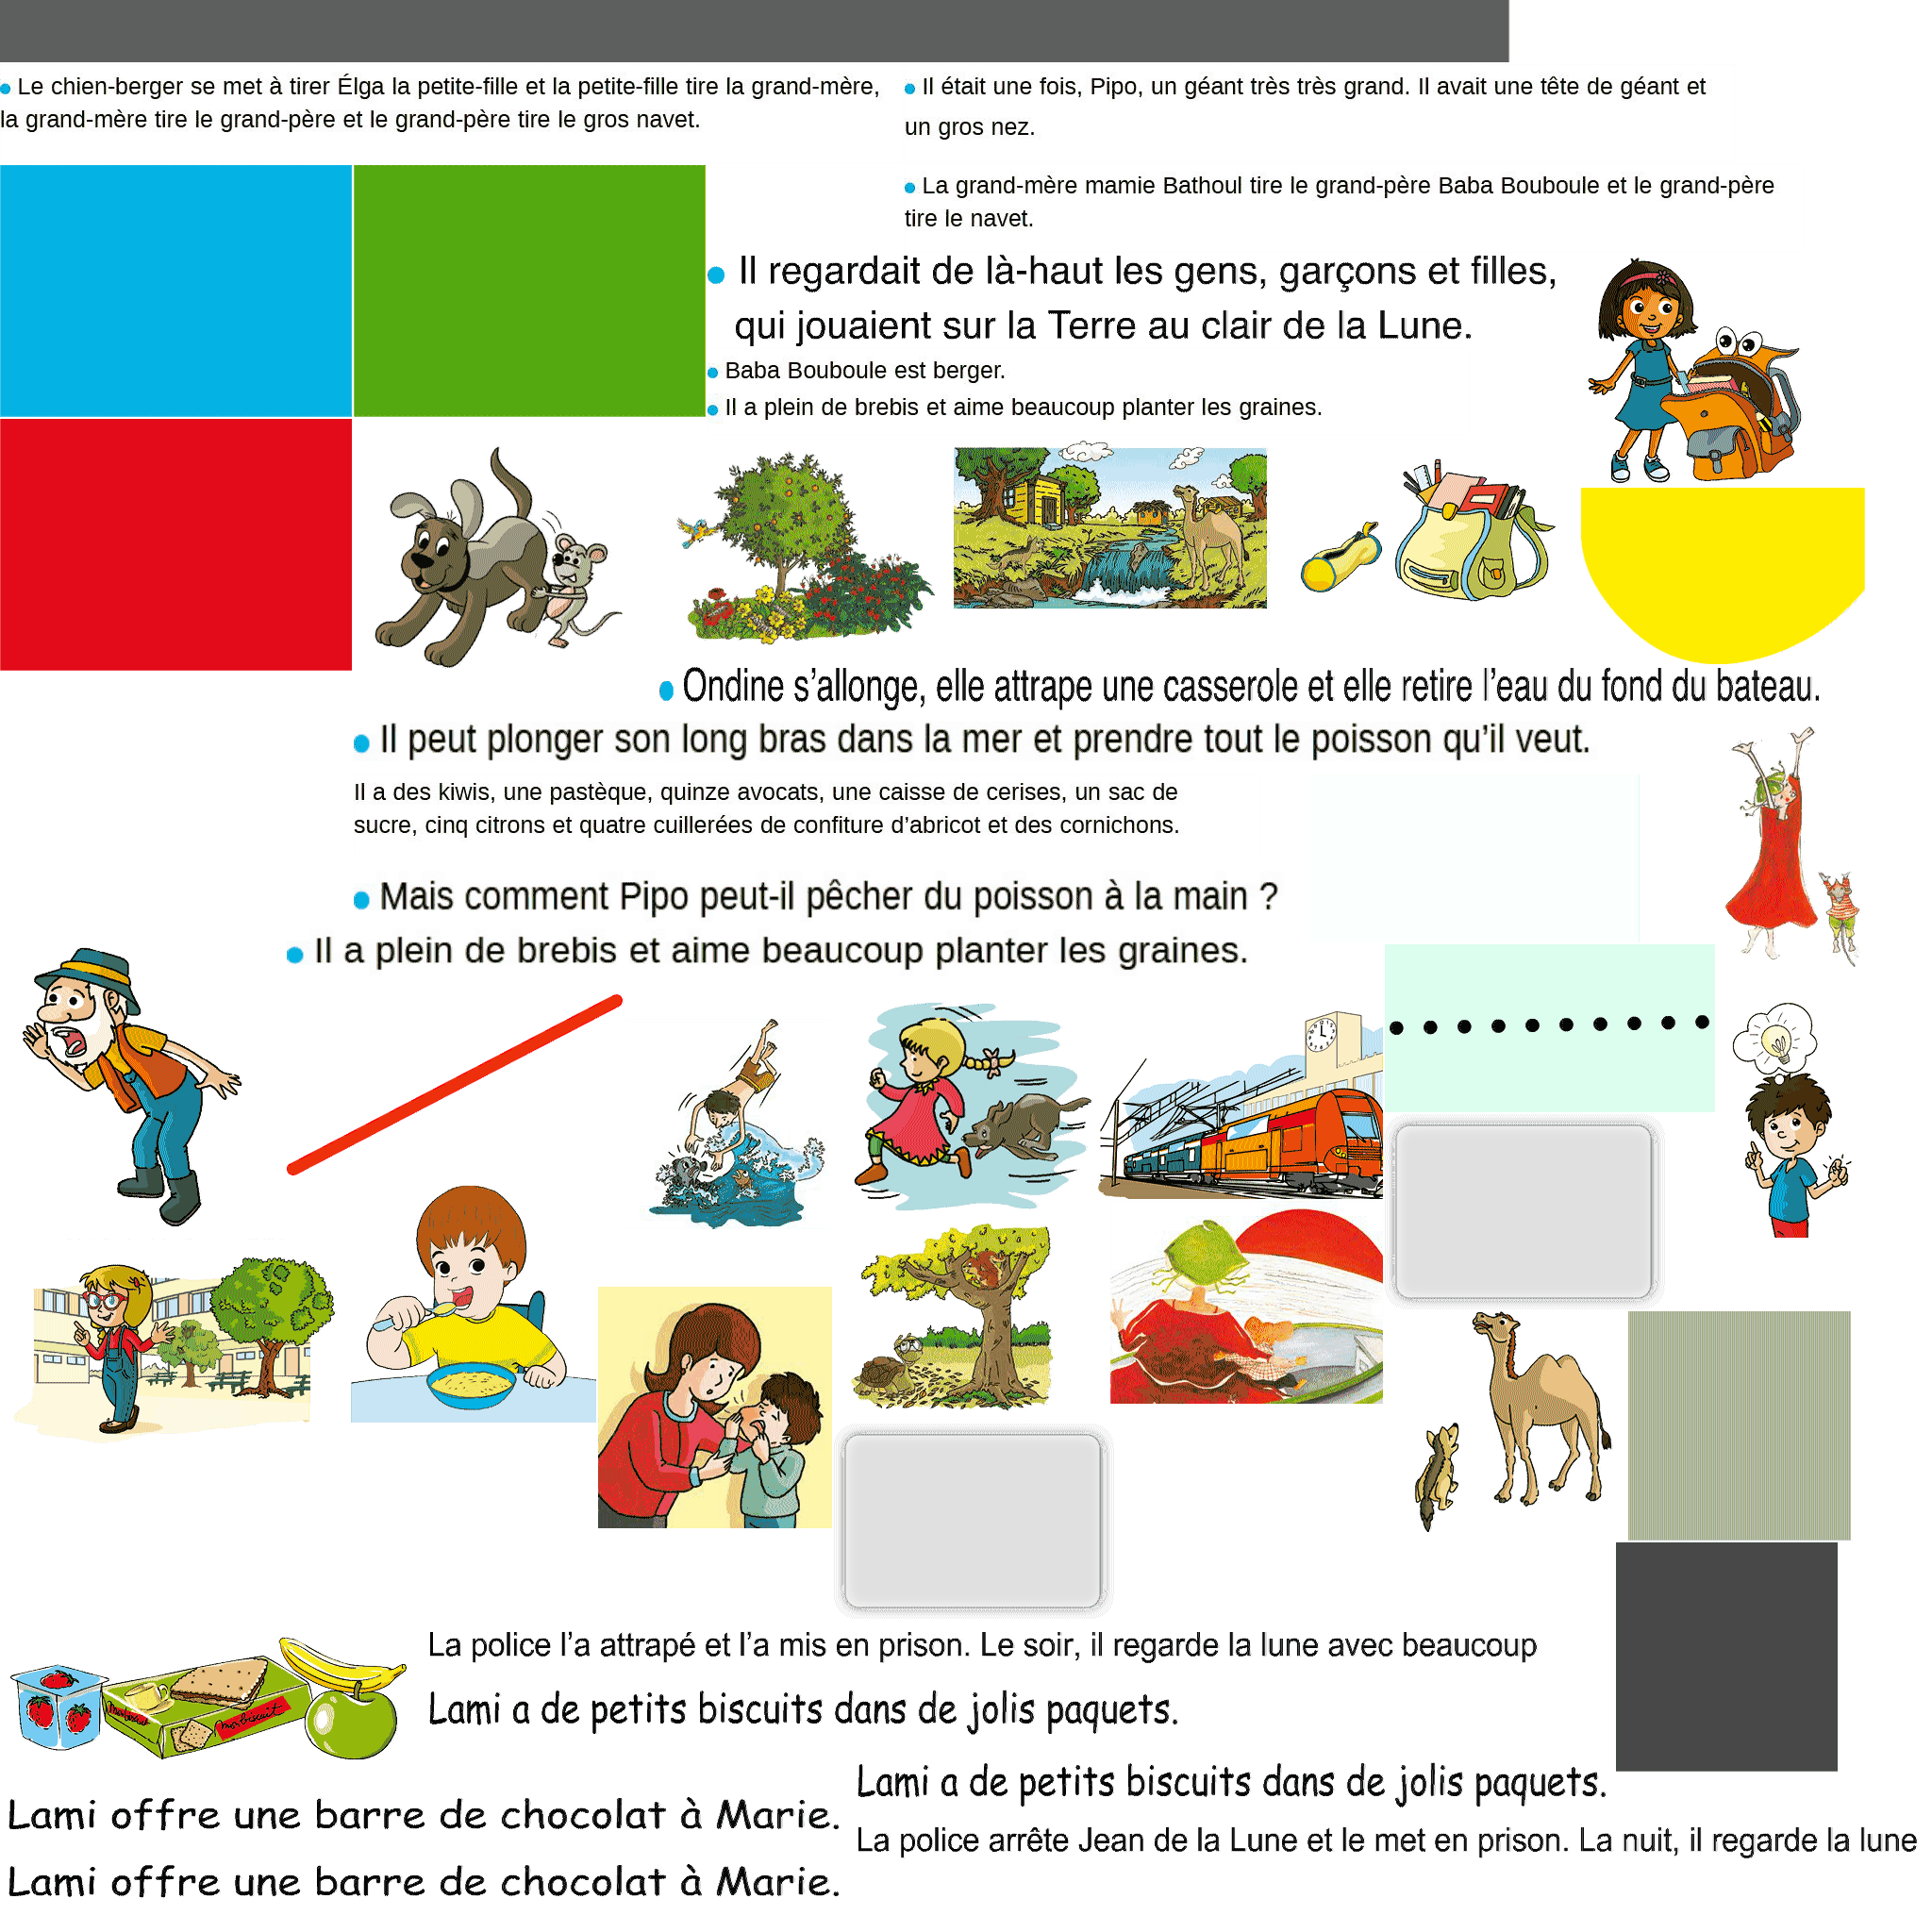 • Le chien-berger se met à tirer Élga la petite-fille et la petite-fille tire la grand-mère,
la grand-mère tire le grand-père et le grand-père tire le gros navet.
• Il était une fois, Pipo, un géant très très grand. Il avait une tête de géant et
un gros nez.
• La grand-mère mamie Bathoul tire le grand-père Baba Bouboule et le grand-père
tire le navet.
• Il regardait de là-haut les gens, garçons et filles,
qui jouaient sur la Terre au clair de la Lune.
• Baba Bouboule est berger.
• Il a plein de brebis et aime beaucoup planter les graines.
• Ondine s’allonge, elle attrape une casserole et elle retire l’eau du fond du bateau.
• Il peut plonger son long bras dans la mer et prendre tout le poisson qu’il veut.
Il a des kiwis, une pastèque, quinze avocats, une caisse de cerises, un sac de
sucre, cinq citrons et quatre cuillerées de confiture d’abricot et des cornichons.
• Mais comment Pipo peut-il pêcher du poisson à la main ?
• Il a plein de brebis et aime beaucoup planter les graines.
La police l’a attrapé et l’a mis en prison. Le soir, il regarde la lune avec beaucoup
Lami a de petits biscuits dans de jolis paquets.
Lami a de petits biscuits dans de jolis paquets.
Lami offre une barre de chocolat à Marie.
La police arrête Jean de la Lune et le met en prison. La nuit, il regarde la lune
Lami offre une barre de chocolat à Marie.